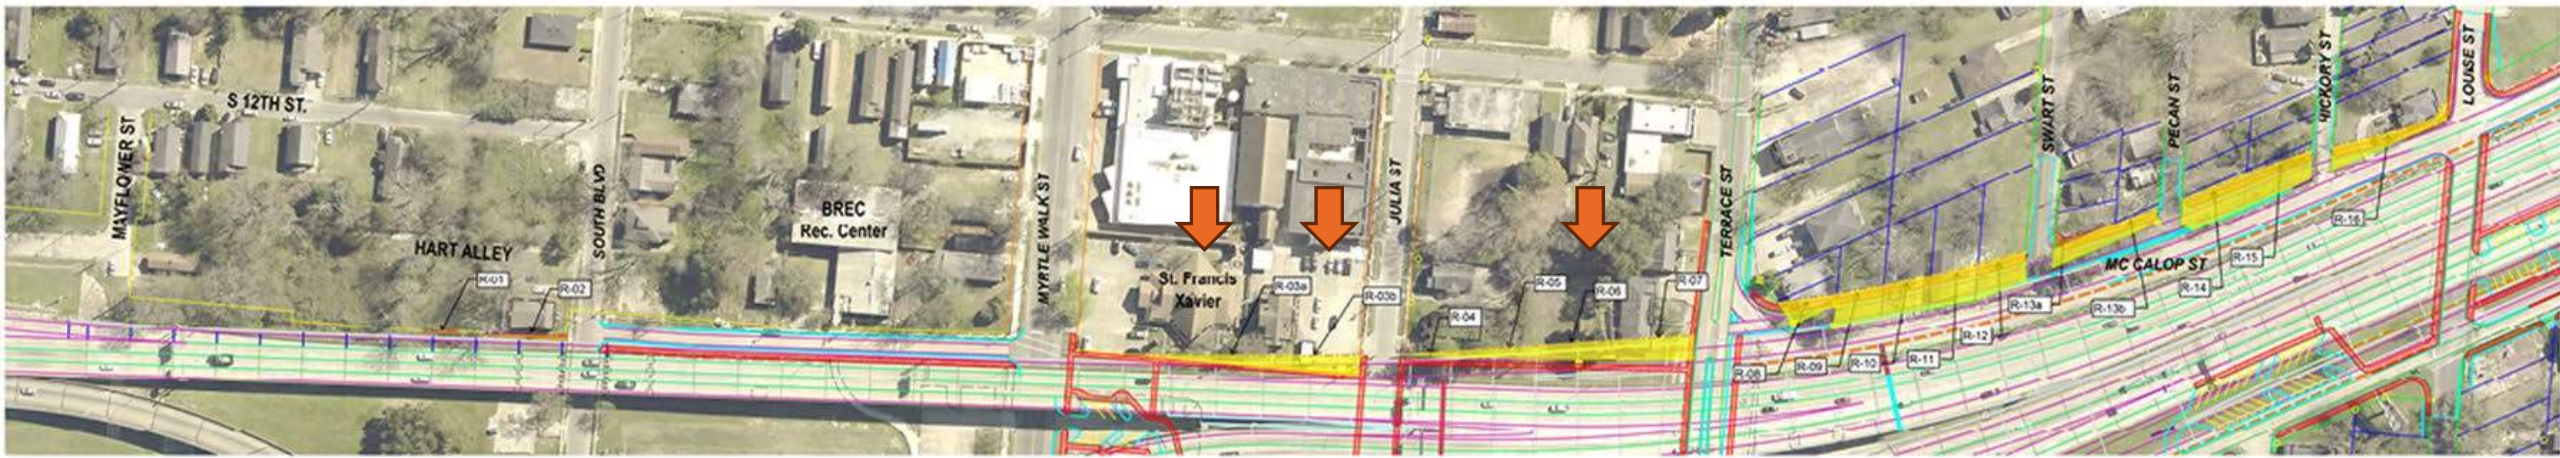 S 12TH ST.
MAYFLOWER ST
HART ALLEY
R-01
R-02
SOUTH BLVD
BREC
Rec. Center
MYRTLE WALK ST
St. Francis
Xavier
R-03a
R-03b
JULIA ST
R-04
R-05
R-06
R-07
TERRACE ST
R-08
R-09
R-10
R-11
R-12
R-13a
R-13b
R-14
R-15
R-16
MC CALOP ST
SWART ST
PECAN ST
HICKORY ST
LOUISE ST